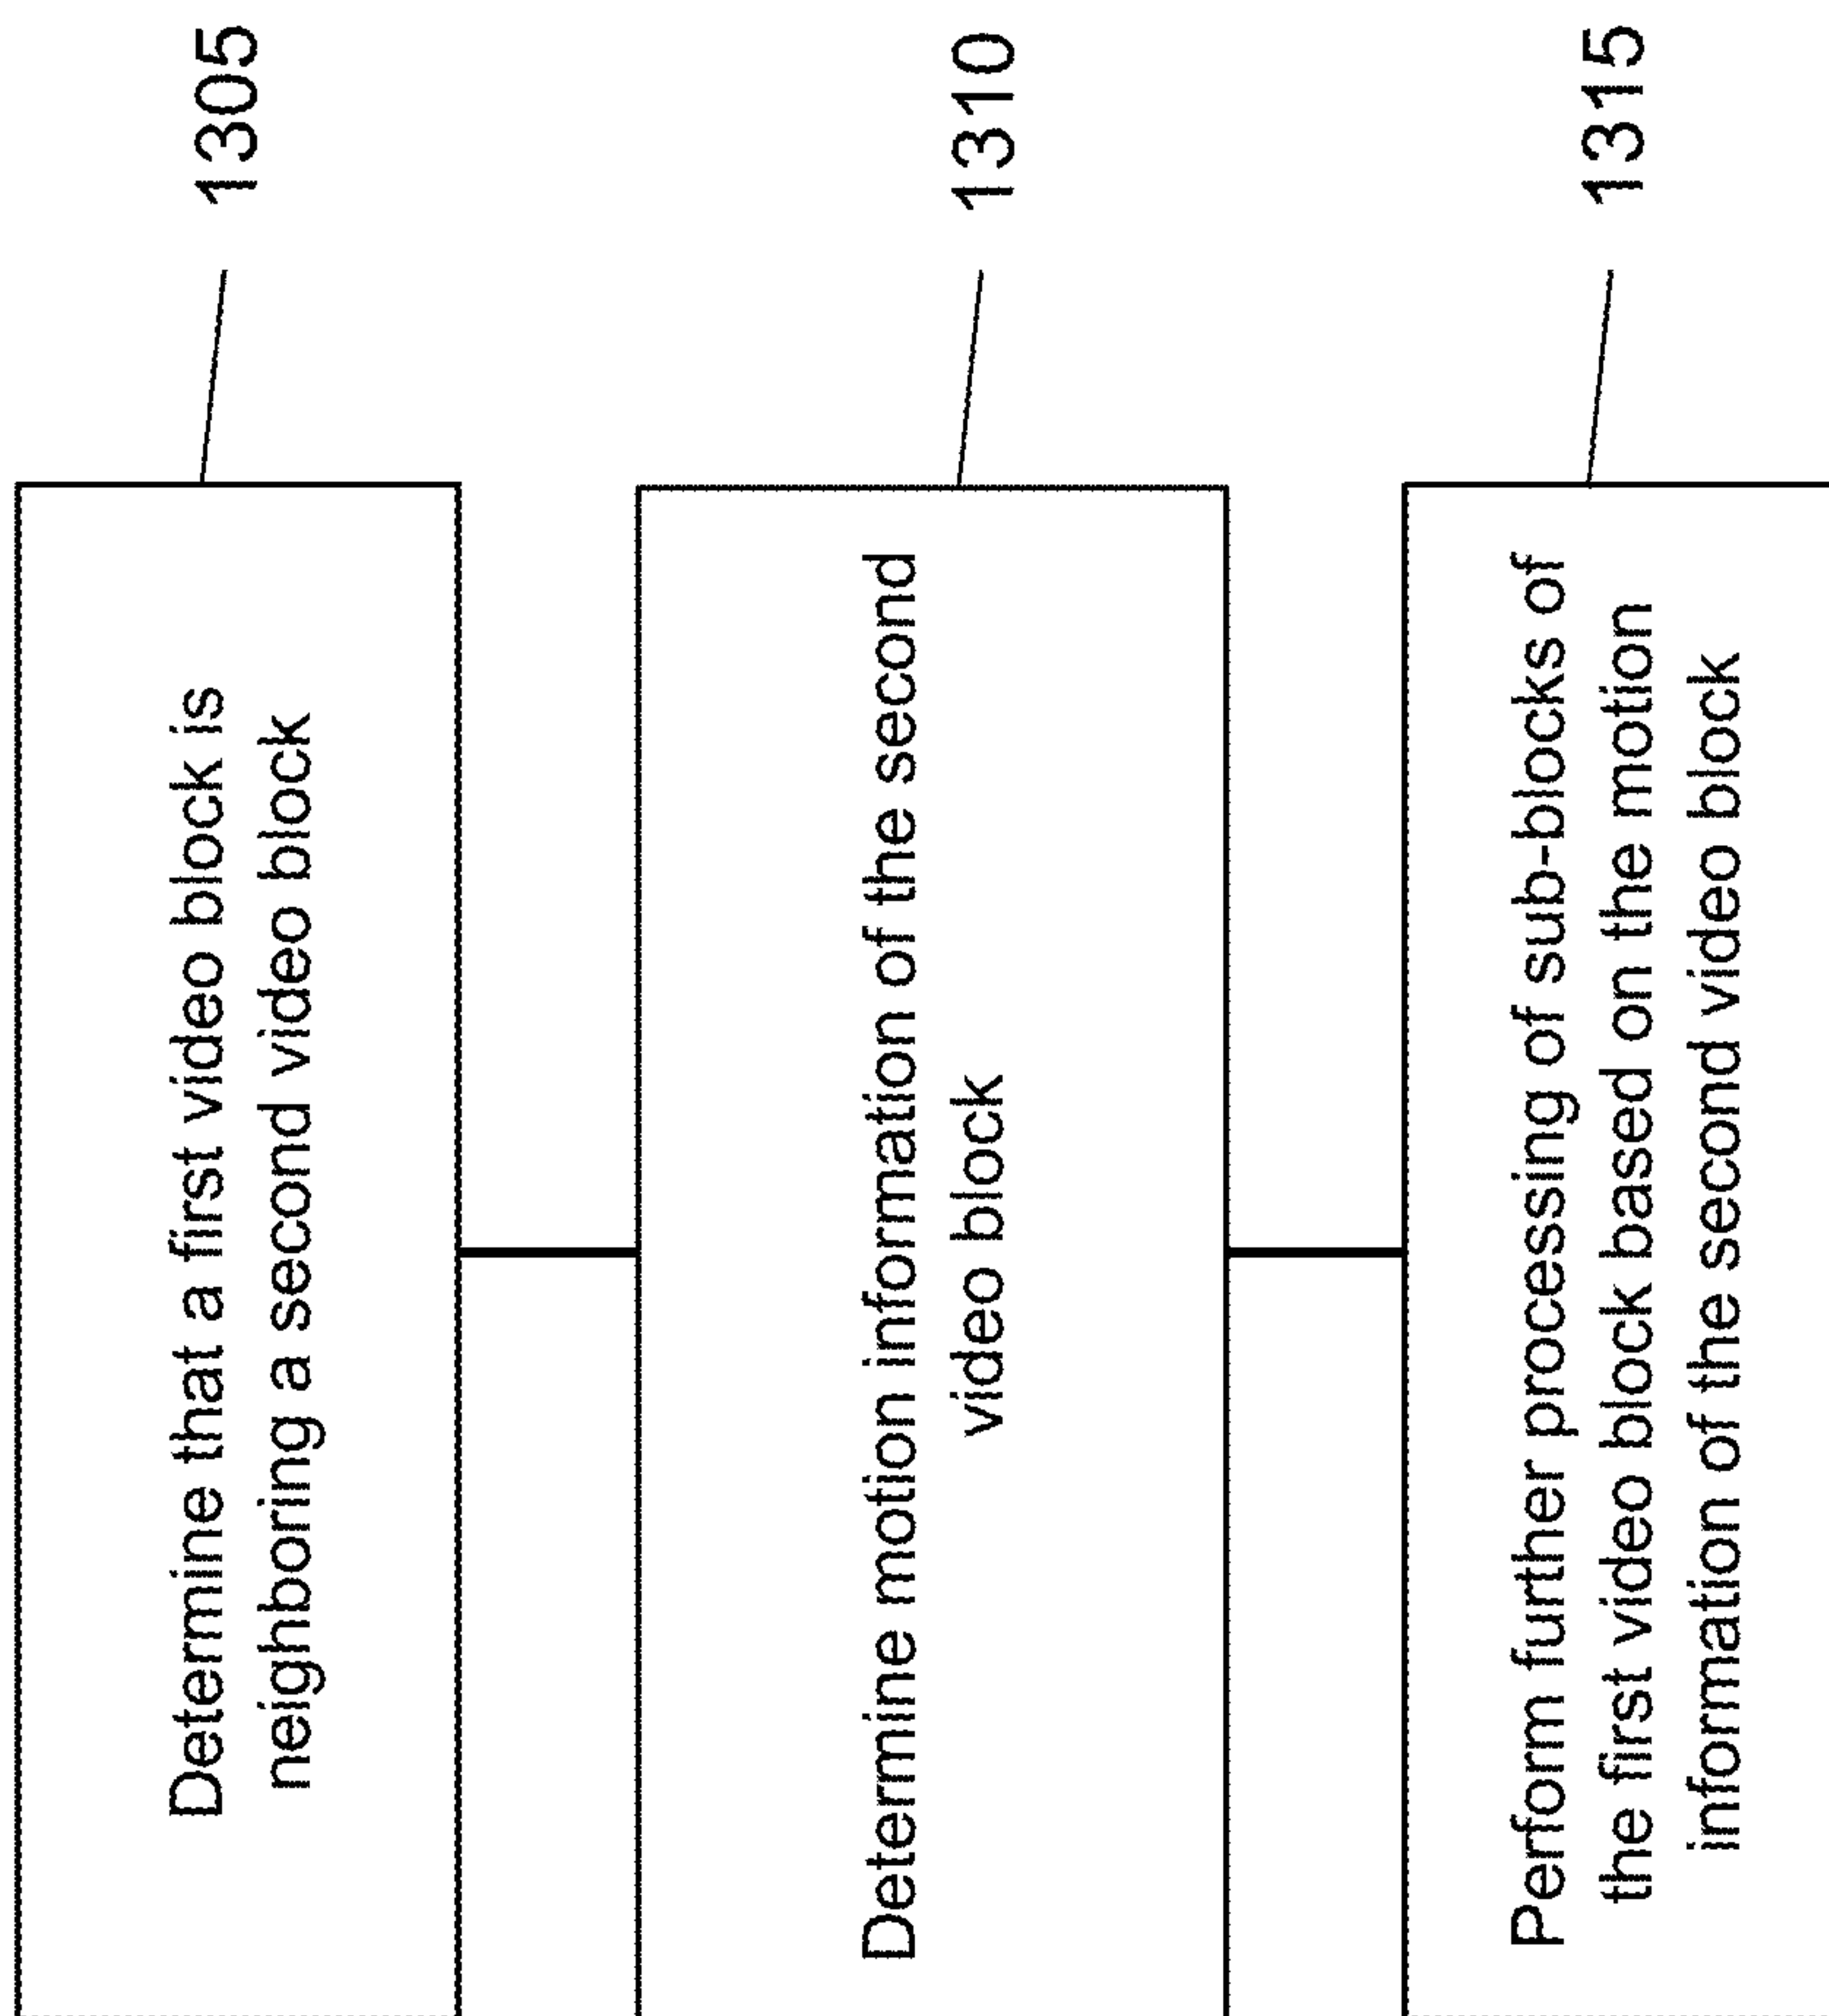 Determine that a first video block is
neighboring a second video block
1305
Determine motion information of the second
video block
1310
Perform further processing of sub-blocks of
the first video block based on the motion
information of the second video block
1315